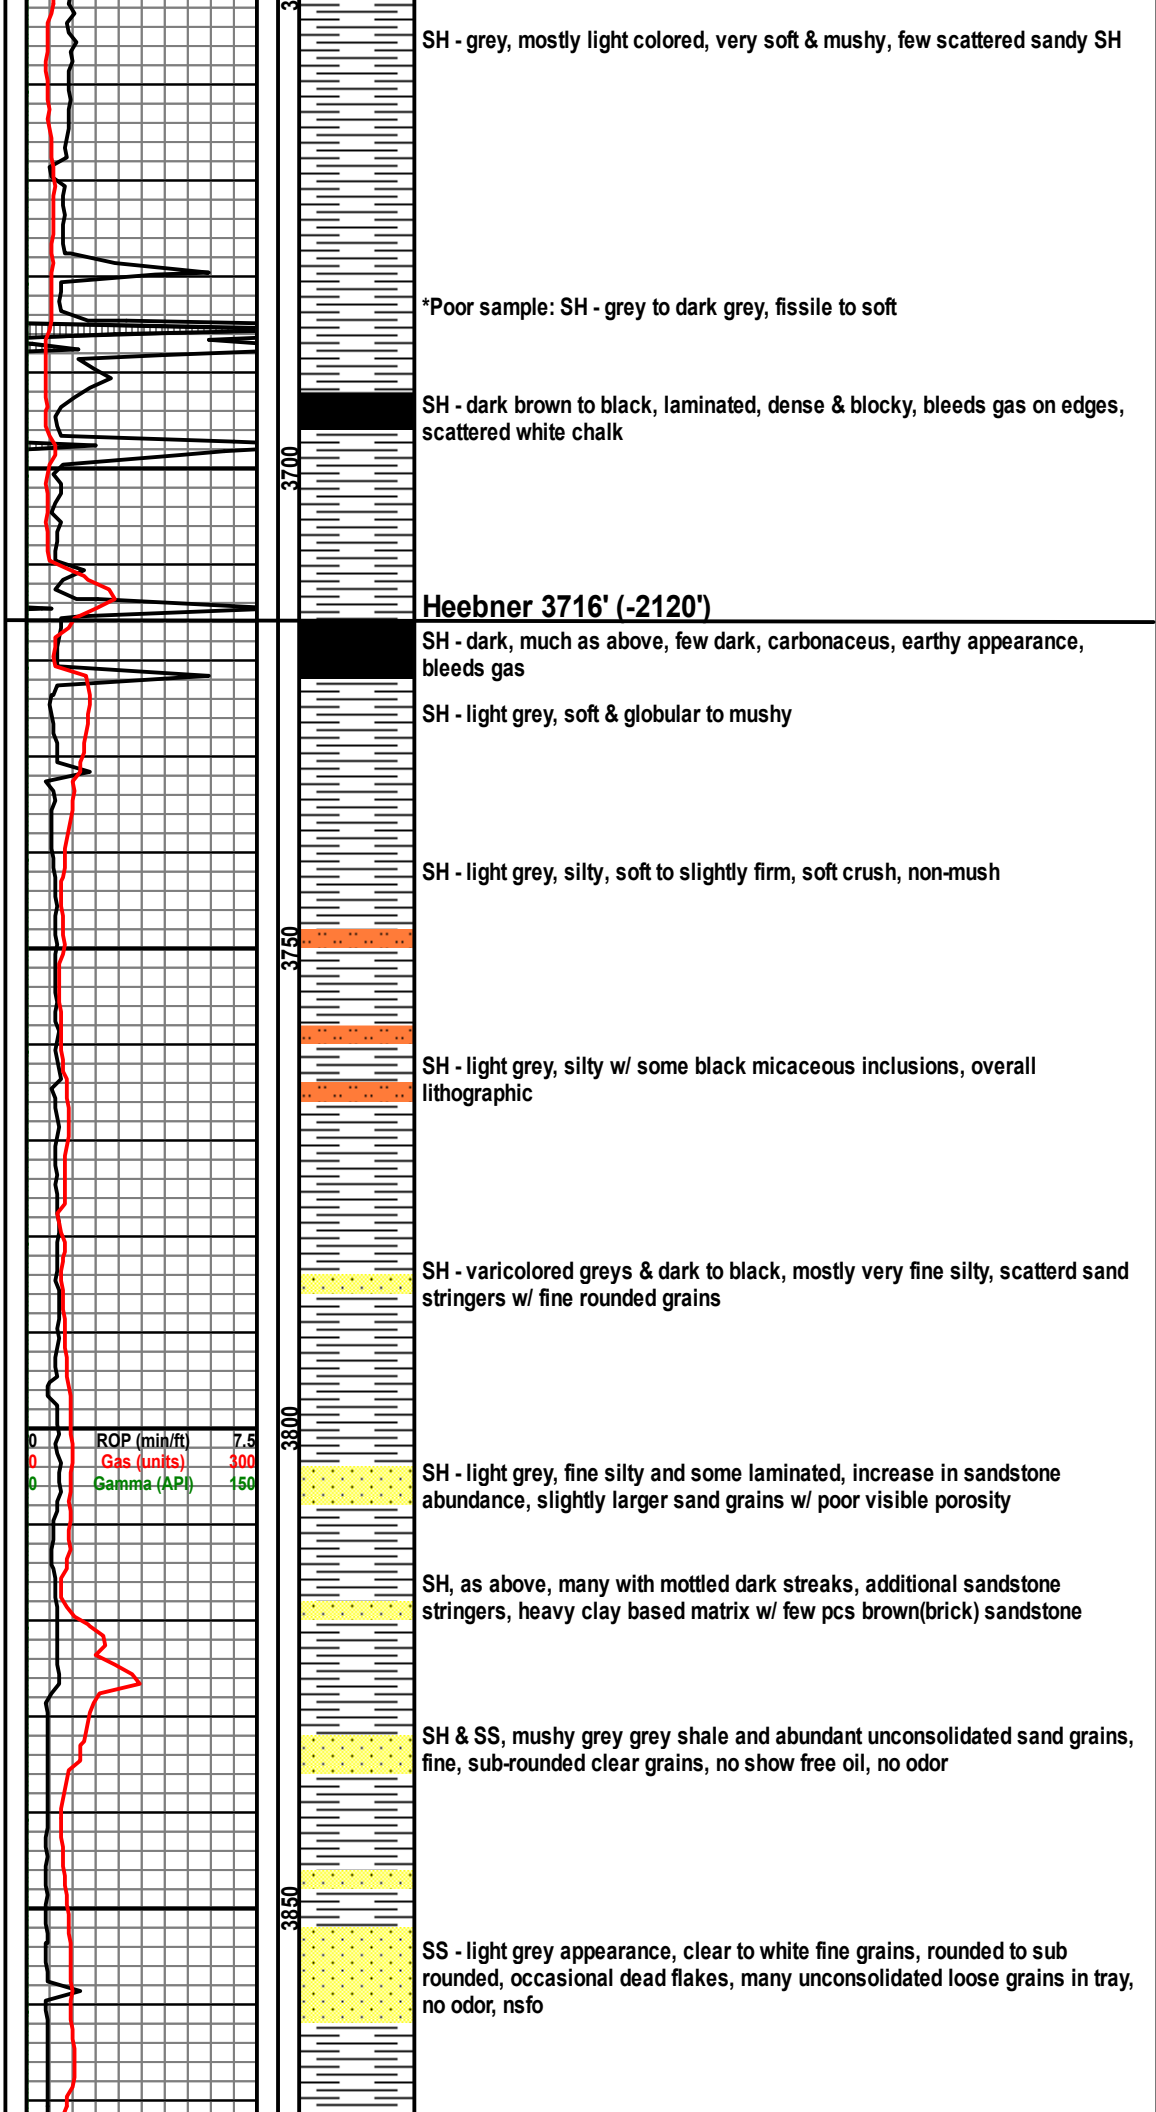 SH - grey, mostly light colored, very soft & mushy, few scattered sandy SH
*Poor sample: SH - grey to dark grey, fissile to soft
SH - dark brown to black, laminated, dense & blocky, bleeds gas on edges,
scattered white chalk
3700
Heebner 3716' (-2120')
SH - dark, much as above, few dark, carbonaceus, earthy appearance,
bleeds gas
SH - light grey, soft & globular to mushy
SH - light grey, silty, soft to slightly firm, soft crush, non-mush
3750
SH - light grey, silty w/ some black micaceous inclusions, overall
lithographic
SH - varicolored greys & dark to black, mostly very fine silty, scatterd sand
stringers w/ fine rounded grains
3800
0 ROP (min/ft) 7.5
0 Gas (units) 300
0 Gamma (API) 150
SH - light grey, fine silty and some laminated, increase in sandstone
abundance, slightly larger sand grains w/ poor visible porosity
SH, as above, many with mottled dark streaks, additional sandstone
stringers, heavy clay based matrix w/ few pcs brown(brick) sandstone
SH & SS, mushy grey grey shale and abundant unconsolidated sand grains,
fine, sub-rounded clear grains, no show free oil, no odor
3850
SS - light grey appearance, clear to white fine grains, rounded to sub
rounded, occasional dead flakes, many unconsolidated loose grains in tray,
no odor, nsfo